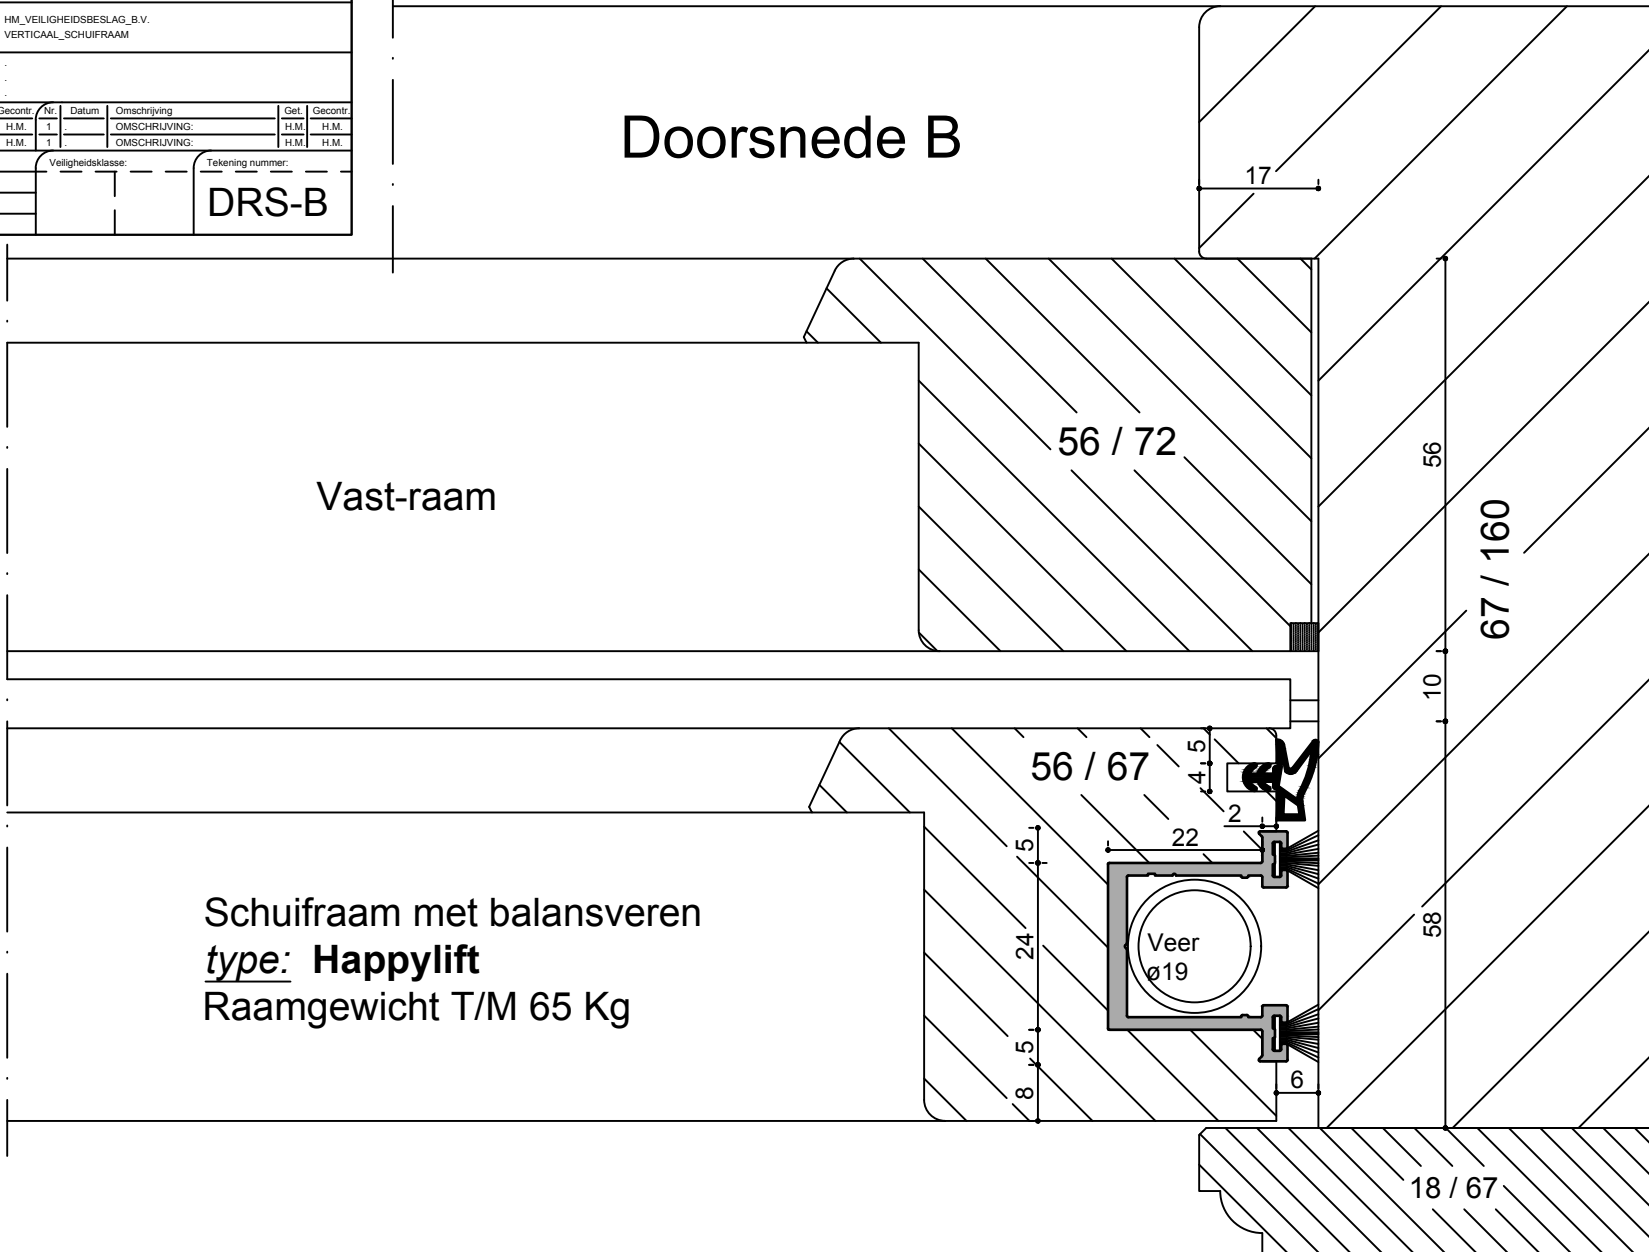 HM_VEILIGHEIDSBESLAG_B.V.
VERTICAAL_SCHUIFRAAM
.
.
.
Gecontr. Nr. Datum Omschrijving Get. Gecontr.
H.M. 1 . OMSCHRIJVING: H.M. H.M.
H.M. 1 . OMSCHRIJVING: H.M. H.M.
Veiligheidsklasse: Tekening nummer:
DRS-B
Doorsnede B
17
56 / 72
56
Vast-raam
67 / 160
10
56 / 67
5
4
2
22
5
Schuifraam met balansveren
type: Happylift
Raamgewicht T/M 65 Kg
24
Veer
ø19
58
5
8
6
18 / 67